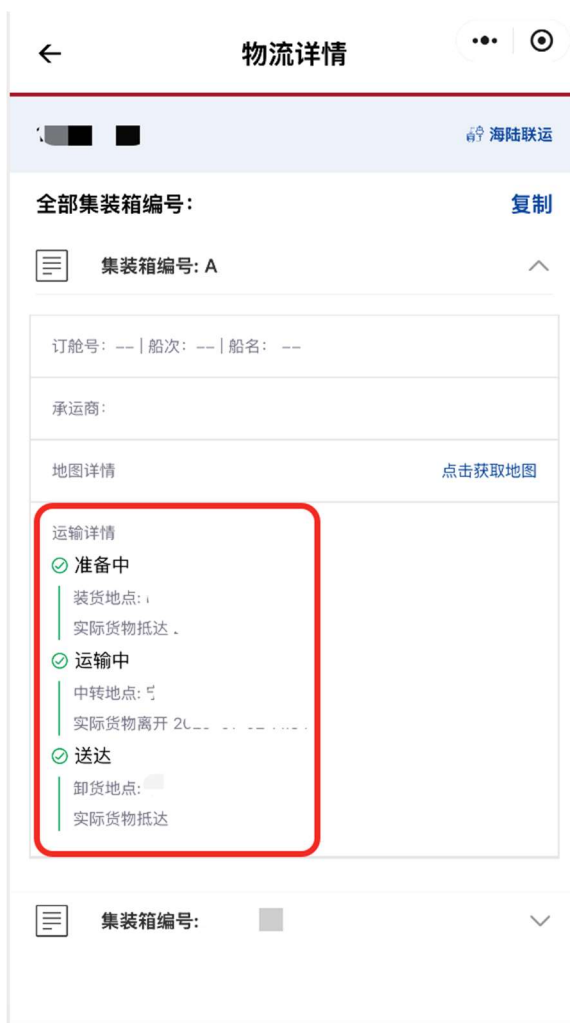 物流详情
海陆联运
全部集装箱编号：
复制
集装箱编号: A
订舱号：-- | 船次：-- | 船名： --
承运商：
地图详情
点击获取地图
运输详情
准备中
装货地点:
实际货物抵达
运输中
中转地点:
实际货物离开
送达
卸货地点:
实际货物抵达
集装箱编号: